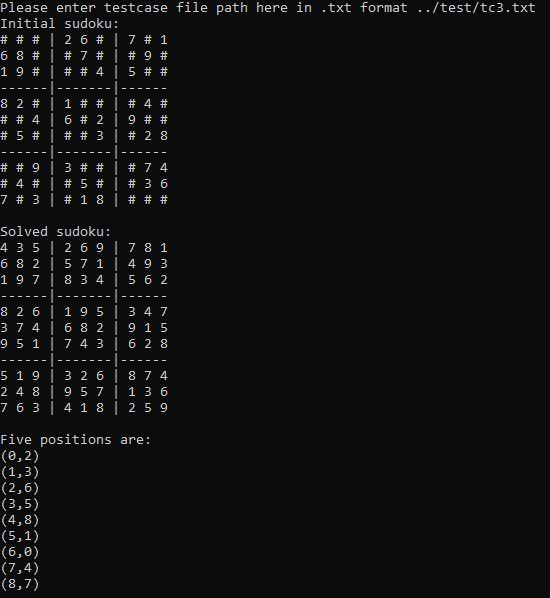 Please enter testcase file path here in .txt format ../test/tc3.txt
Initial sudoku:
# # # | 2 6 # | 7 # 1
6 8 # | # 7 # | # 9 #
1 9 # | # # 4 | 5 # #
------|-------|------
8 2 # | 1 # # | # 4 #
# # 4 | 6 # 2 | 9 # #
# 5 # | # # 3 | # 2 8
------|-------|------
# # 9 | 3 # # | # 7 4
# 4 # | # 5 # | # 3 6
7 # 3 | # 1 8 | # # #
Solved sudoku:
4 3 5 | 2 6 9 | 7 8 1
6 8 2 | 5 7 1 | 4 9 3
1 9 7 | 8 3 4 | 5 6 2
------|-------|------
8 2 6 | 1 9 5 | 3 4 7
3 7 4 | 6 8 2 | 9 1 5
9 5 1 | 7 4 3 | 6 2 8
------|-------|------
5 1 9 | 3 2 6 | 8 7 4
2 4 8 | 9 5 7 | 1 3 6
7 6 3 | 4 1 8 | 2 5 9
Five positions are:
(0,2)
(1,3)
(2,6)
(3,5)
(4,8)
(5,1)
(6,0)
(7,4)
(8,7)